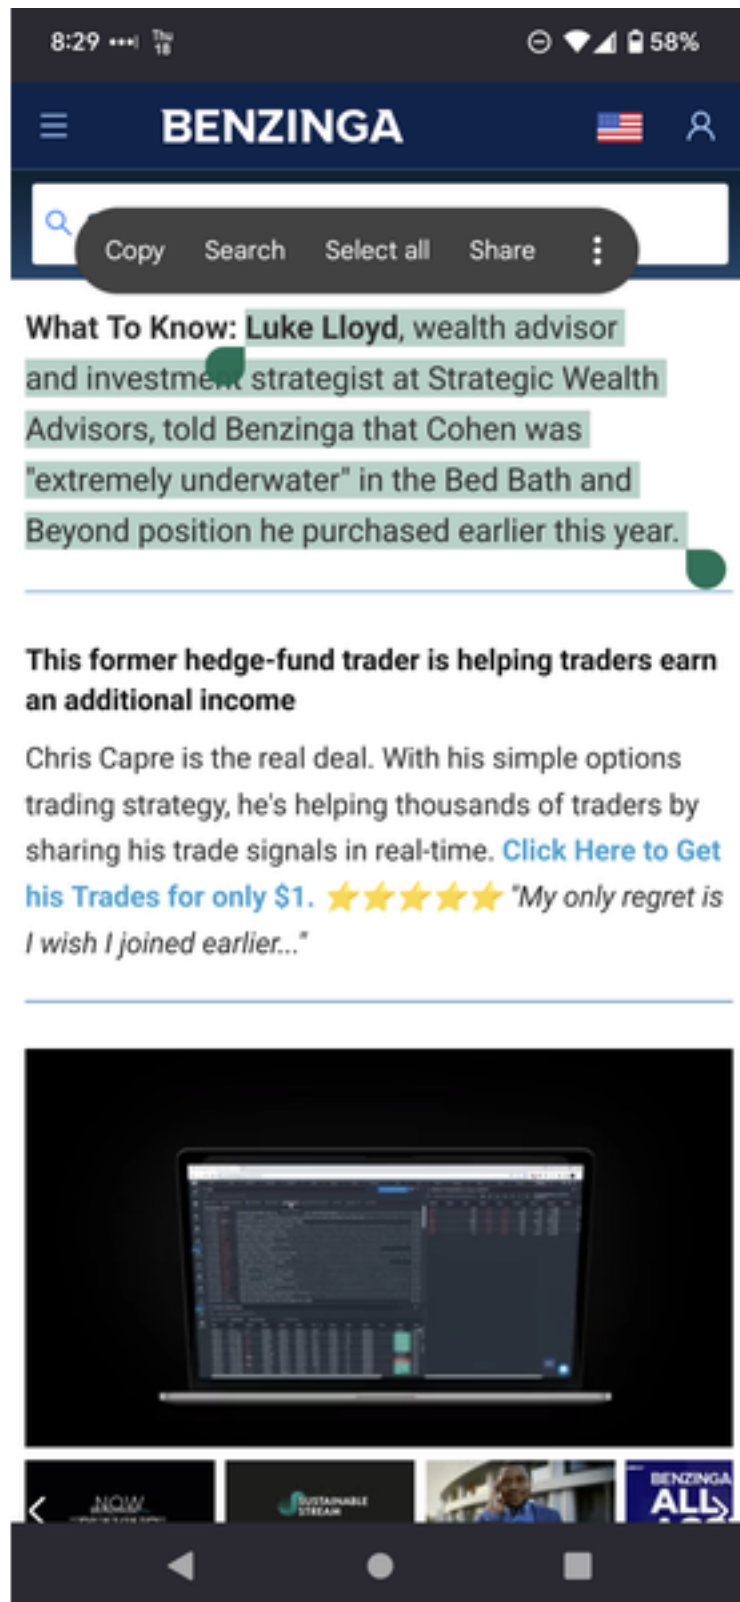 8:29
Thu
18
58%
BENZINGA
Copy Search Select all Share
What To Know: Luke Lloyd, wealth advisor
and investment strategist at Strategic Wealth
Advisors, told Benzinga that Cohen was
"extremely underwater" in the Bed Bath and
Beyond position he purchased earlier this year.
This former hedge-fund trader is helping traders earn
an additional income
Chris Capre is the real deal. With his simple options
trading strategy, he's helping thousands of traders by
sharing his trade signals in real-time. Click Here to Get
his Trades for only $1. ⭐⭐⭐⭐⭐ "My only regret is
I wish I joined earlier..."
NOW
SUSTAINABLE
STREAM
BENZINGA
ALL